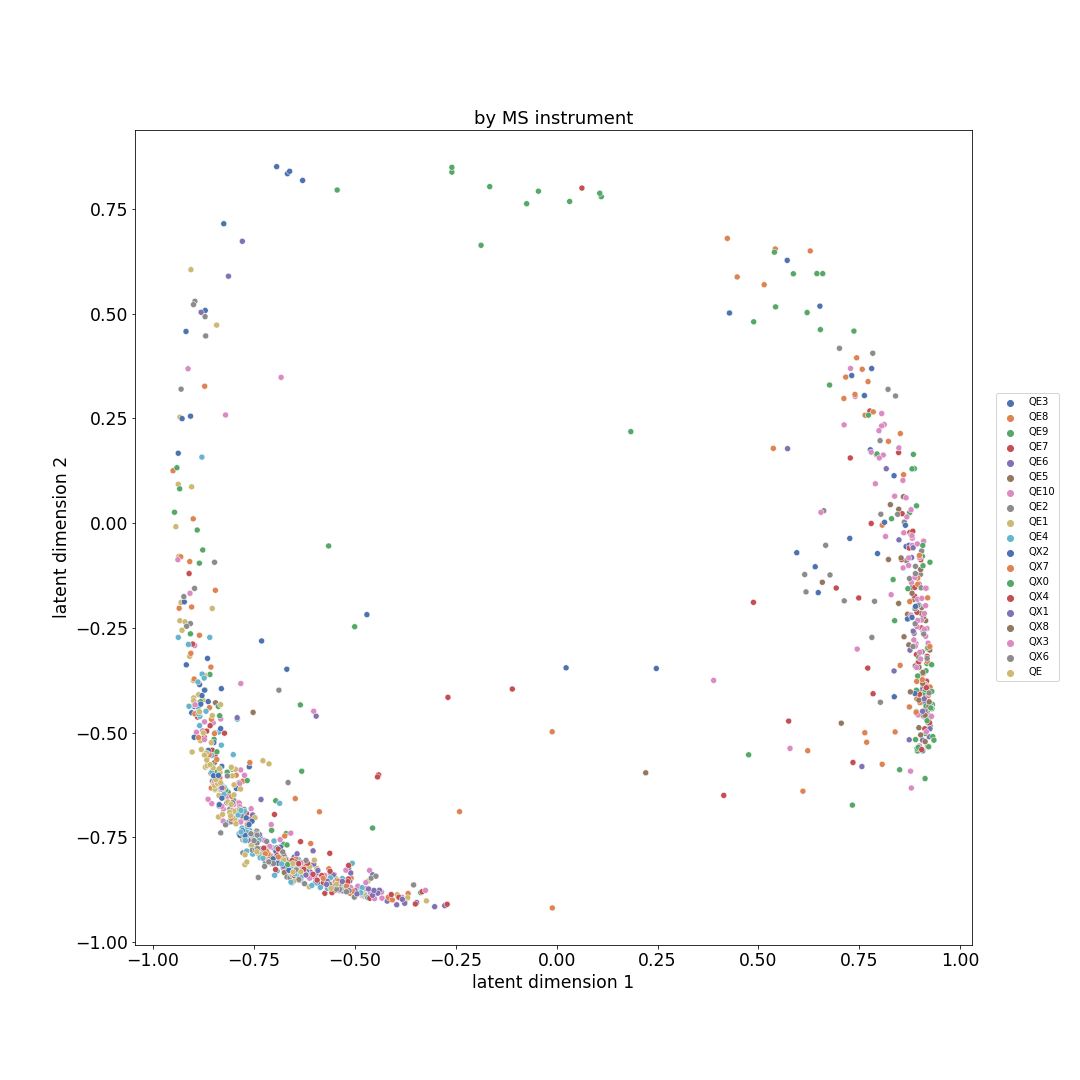 by MS instrument
0.75
0.50
0.25
0.00
−0.25
−0.50
−0.75
−1.00
latent dimension 2
−1.00 −0.75 −0.50 −0.25 0.00 0.25 0.50 0.75 1.00
latent dimension 1
QE3
QE8
QE9
QE7
QE6
QE5
QE10
QE2
QE1
QE4
QX2
QX7
QX0
QX4
QX1
QX8
QX3
QX6
QE